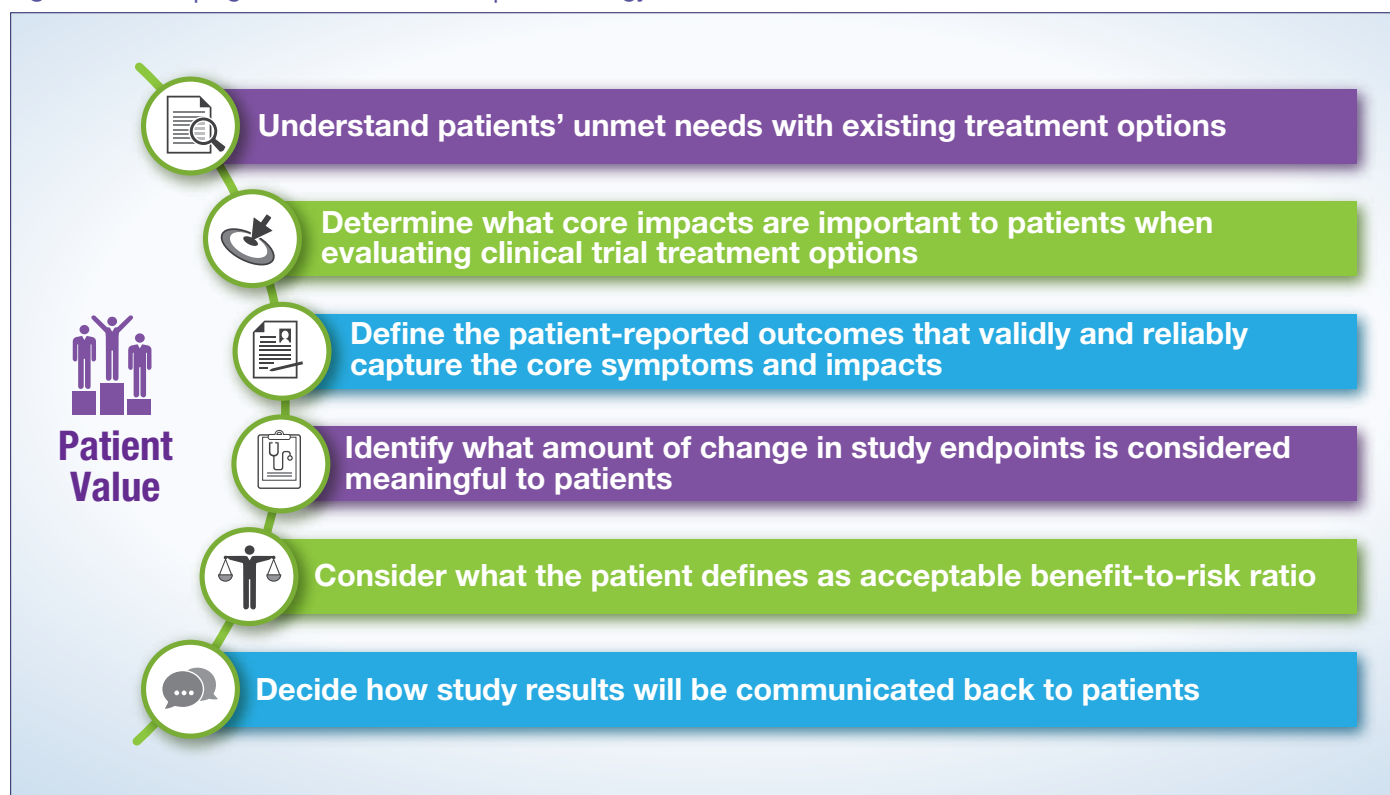 Understand patients’ unmet needs with existing treatment options
Determine what core impacts are important to patients when
evaluating clinical trial treatment options
Define the patient-reported outcomes that validly and reliably
capture the core symptoms and impacts
Patient
Value
Identify what amount of change in study endpoints is considered
meaningful to patients
Consider what the patient defines as acceptable benefit-to-risk ratio
Decide how study results will be communicated back to patients